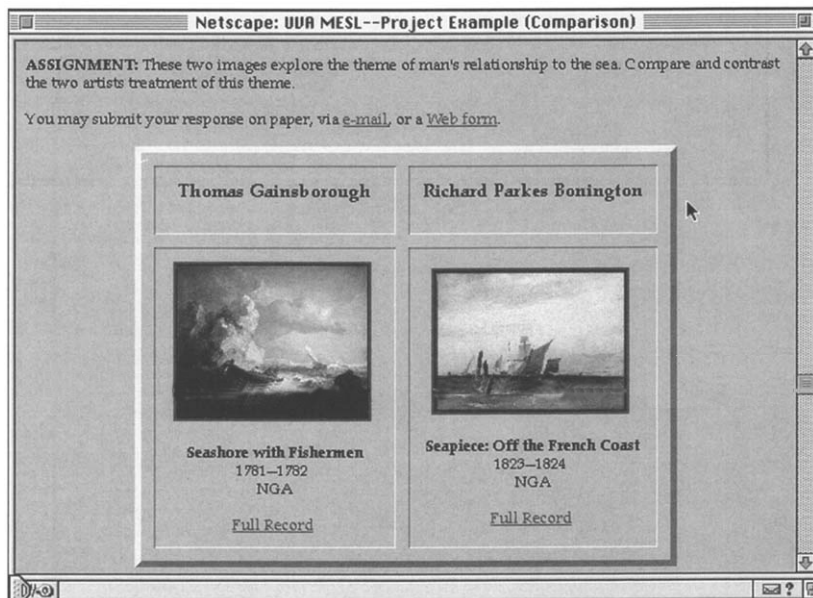 Netscape: UVA MESL--Project Example (Comparison)
ASSIGNMENT: These two images explore the theme of man's relationship to the sea. Compare and contrast
the two artists treatment of this theme.
You may submit your response on paper, via e-mail, or a Web form.
Thomas Gainsborough
Richard Parkes Bonington
Seashore with Fishermen
1781–1782
NGA
Full Record
Seapiece: Off the French Coast
1823–1824
NGA
Full Record
?